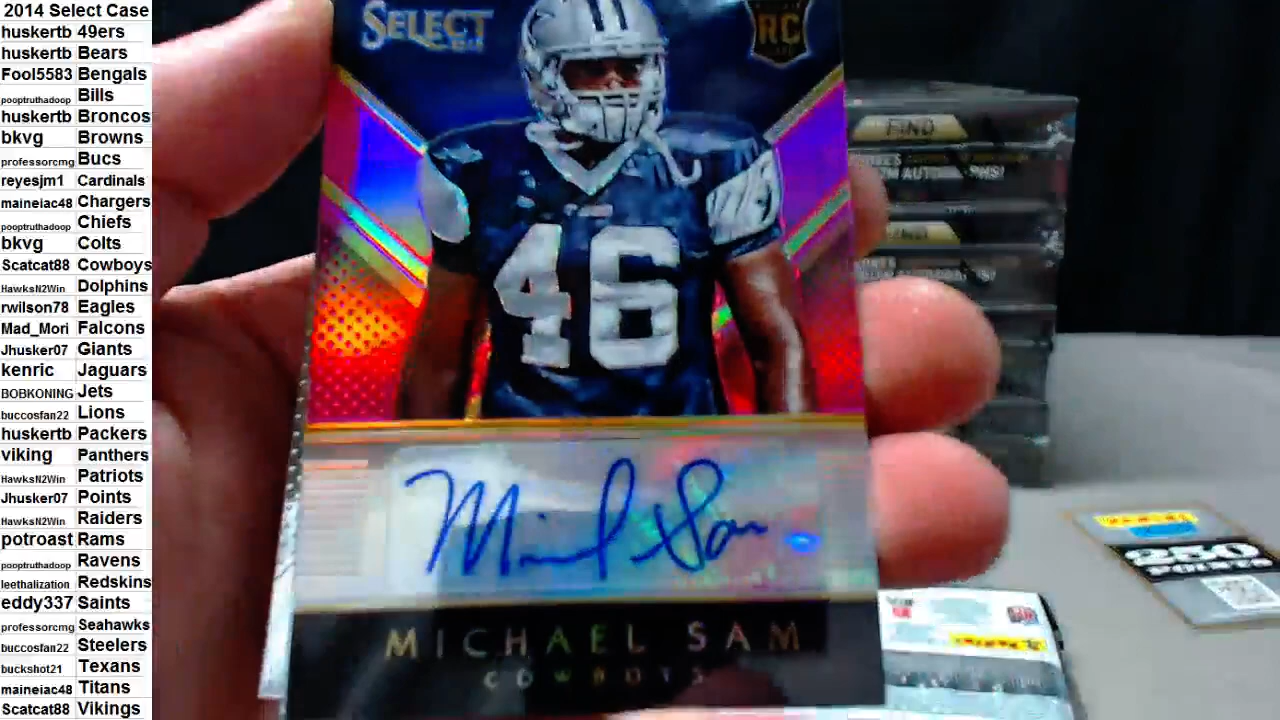 2014 Select Case
huskertb 49ers
huskertb Bears
Fool5583 Bengals
pooptruthadoop Bills
huskertb Broncos
bkvg Browns
professorcmg Bucs
reyesjm1 Cardinals
maineiac48 Chargers
pooptruthadoop Chiefs
bkvg Colts
Scatcat88 Cowboys
HawksN2Win Dolphins
rwilson78 Eagles
Mad_Mori Falcons
Jhusker07 Giants
kenric Jaguars
BOBKONING Jets
buccosfan22 Lions
huskertb Packers
viking Panthers
HawksN2Win Patriots
Jhusker07 Points
HawksN2Win Raiders
potroast Rams
pooptruthadoop Ravens
leethalization Redskins
eddy337 Saints
professorcmg Seahawks
buccosfan22 Steelers
buckshot21 Texans
maineiac48 Titans
Scatcat88 Vikings
SELECT
RC
46
Michael Sam
MICHAEL SAM
COWBOYS
FIND
AUTOGRAPHS!
PANINI
250
POINTS